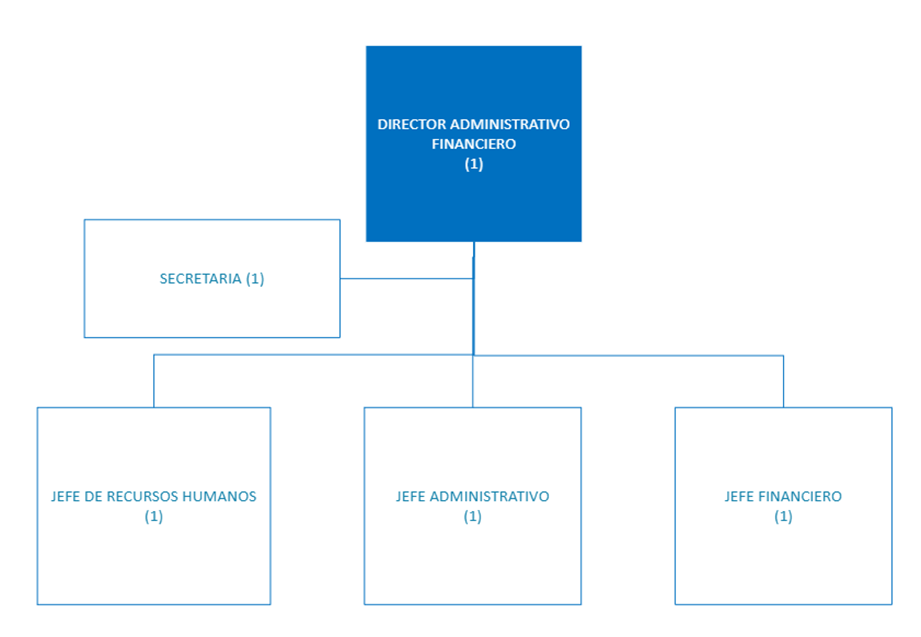 DIRECTOR ADMINISTRATIVO
FINANCIERO
(1)
SECRETARIA (1)
JEFE DE RECURSOS HUMANOS
(1)
JEFE ADMINISTRATIVO
(1)
JEFE FINANCIERO
(1)